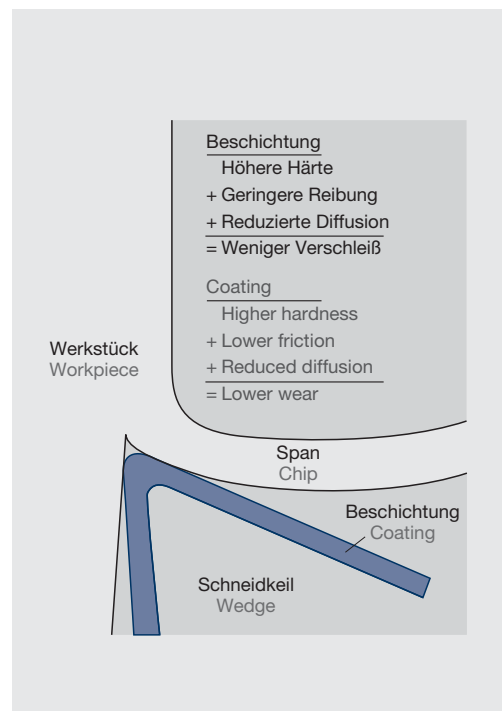 Beschichtung
Höhere Härte
+ Geringere Reibung
+ Reduzierte Diffusion
= Weniger Verschleiß
Coating
Higher hardness
+ Lower friction
+ Reduced diffusion
= Lower wear
Werkstück
Workpiece
Span
Chip
Beschichtung
Coating
Schneidkeil
Wedge